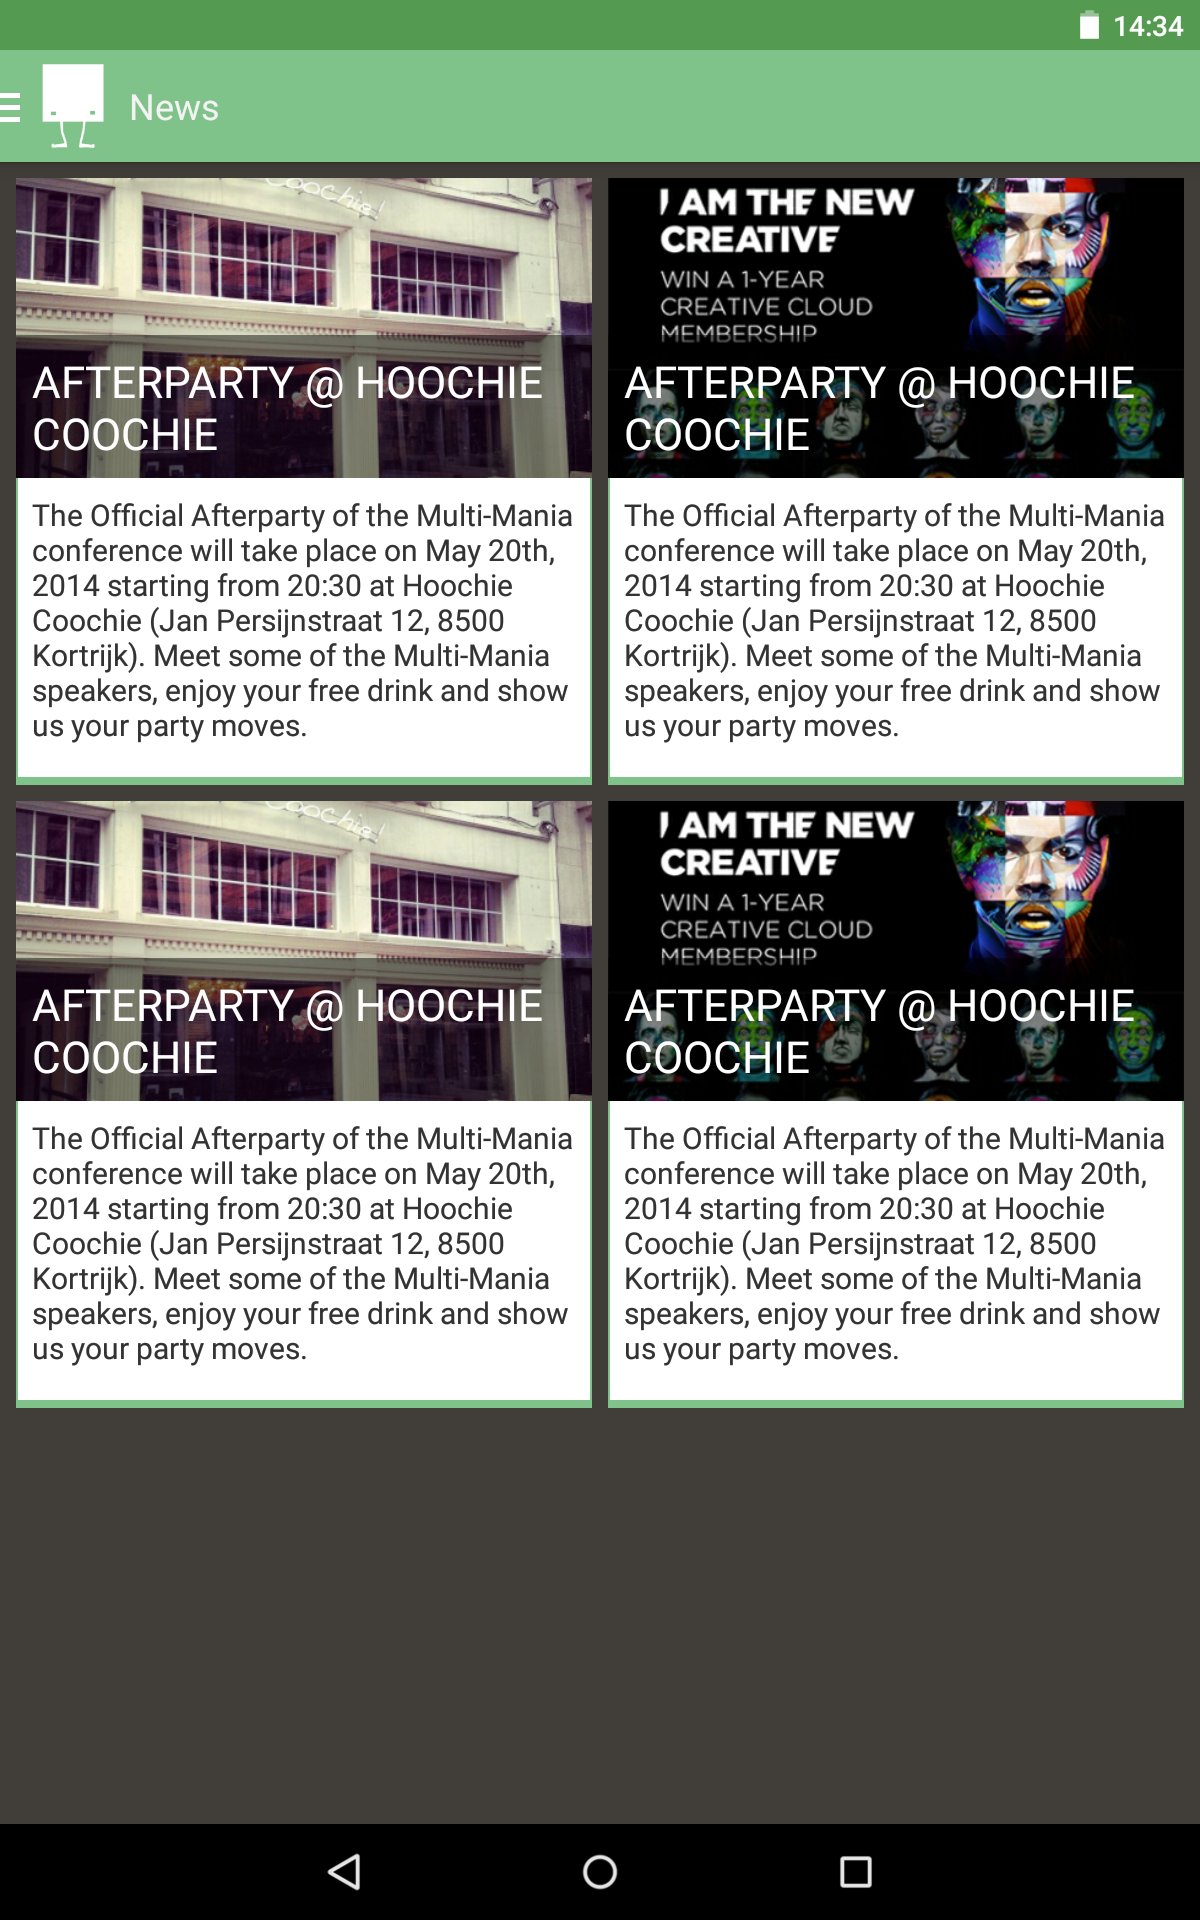 14:34
News
Coochie!
AFTERPARTY @ HOOCHIE
COOCHIE
The Official Afterparty of the Multi-Mania
conference will take place on May 20th,
2014 starting from 20:30 at Hoochie
Coochie (Jan Persijnstraat 12, 8500
Kortrijk). Meet some of the Multi-Mania
speakers, enjoy your free drink and show
us your party moves.
I AM THE NEW
CREATIVE
WIN A 1-YEAR
CREATIVE CLOUD
MEMBERSHIP
AFTERPARTY @ HOOCHIE
COOCHIE
The Official Afterparty of the Multi-Mania
conference will take place on May 20th,
2014 starting from 20:30 at Hoochie
Coochie (Jan Persijnstraat 12, 8500
Kortrijk). Meet some of the Multi-Mania
speakers, enjoy your free drink and show
us your party moves.
Coochie!
AFTERPARTY @ HOOCHIE
COOCHIE
The Official Afterparty of the Multi-Mania
conference will take place on May 20th,
2014 starting from 20:30 at Hoochie
Coochie (Jan Persijnstraat 12, 8500
Kortrijk). Meet some of the Multi-Mania
speakers, enjoy your free drink and show
us your party moves.
I AM THE NEW
CREATIVE
WIN A 1-YEAR
CREATIVE CLOUD
MEMBERSHIP
AFTERPARTY @ HOOCHIE
COOCHIE
The Official Afterparty of the Multi-Mania
conference will take place on May 20th,
2014 starting from 20:30 at Hoochie
Coochie (Jan Persijnstraat 12, 8500
Kortrijk). Meet some of the Multi-Mania
speakers, enjoy your free drink and show
us your party moves.